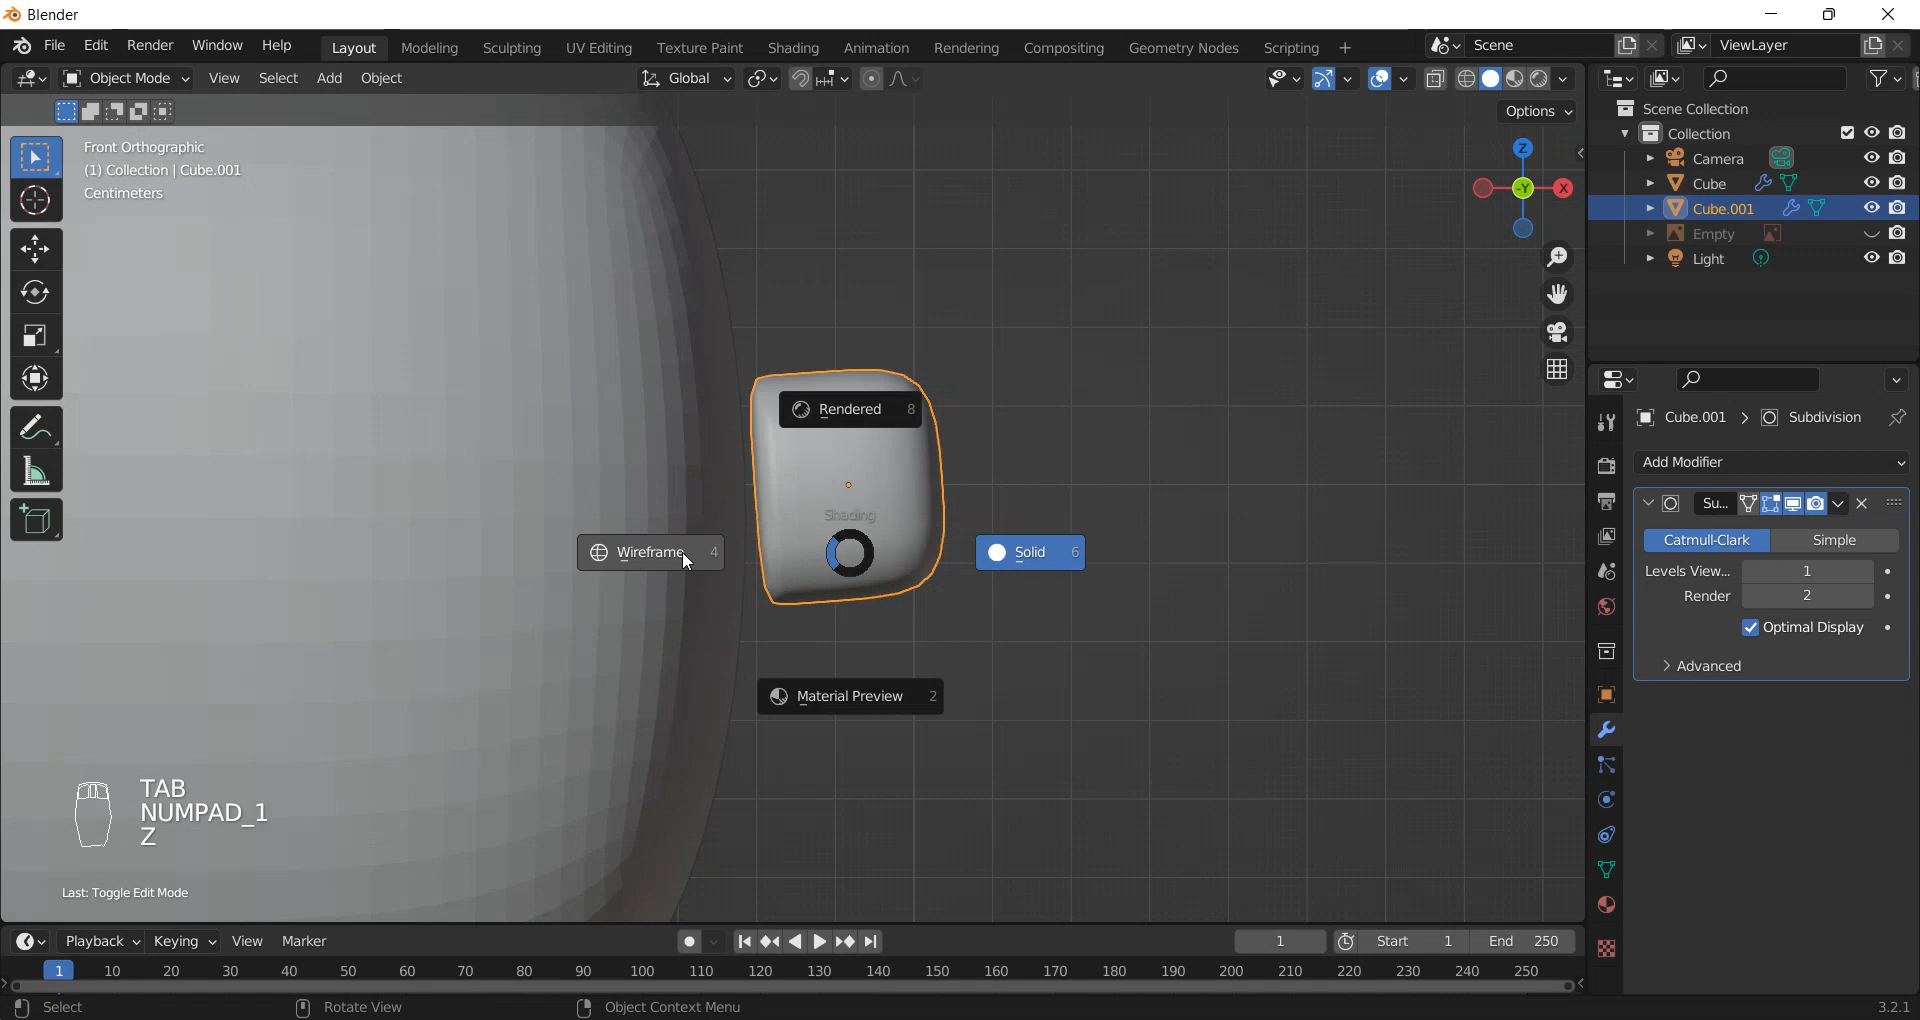 Blender
File Edit Render Window Help Layout Modeling Sculpting UV Editing Texture Paint Shading Animation Rendering Compositing Geometry Nodes Scripting + Scene ViewLayer
Object Mode View Select Add Object Global
Options
Front Orthographic
(1) Collection | Cube.001
Centimeters
Z
-Y X
Scene Collection
Collection
Camera
Cube
Cube.001
Empty
Light
Cube.001 > Subdivision
Add Modifier
Su...
Catmull-Clark Simple
Levels View... 1
Render 2
Optimal Display
Advanced
Rendered 8
Shading
Wireframe 4
Solid 6
Material Preview 2
TAB
NUMPAD_1
Z
Last: Toggle Edit Mode
Playback Keying View Marker 1 Start 1 End 250
1 10 20 30 40 50 60 70 80 90 100 110 120 130 140 150 160 170 180 190 200 210 220 230 240 250
Select Rotate View Object Context Menu 3.2.1